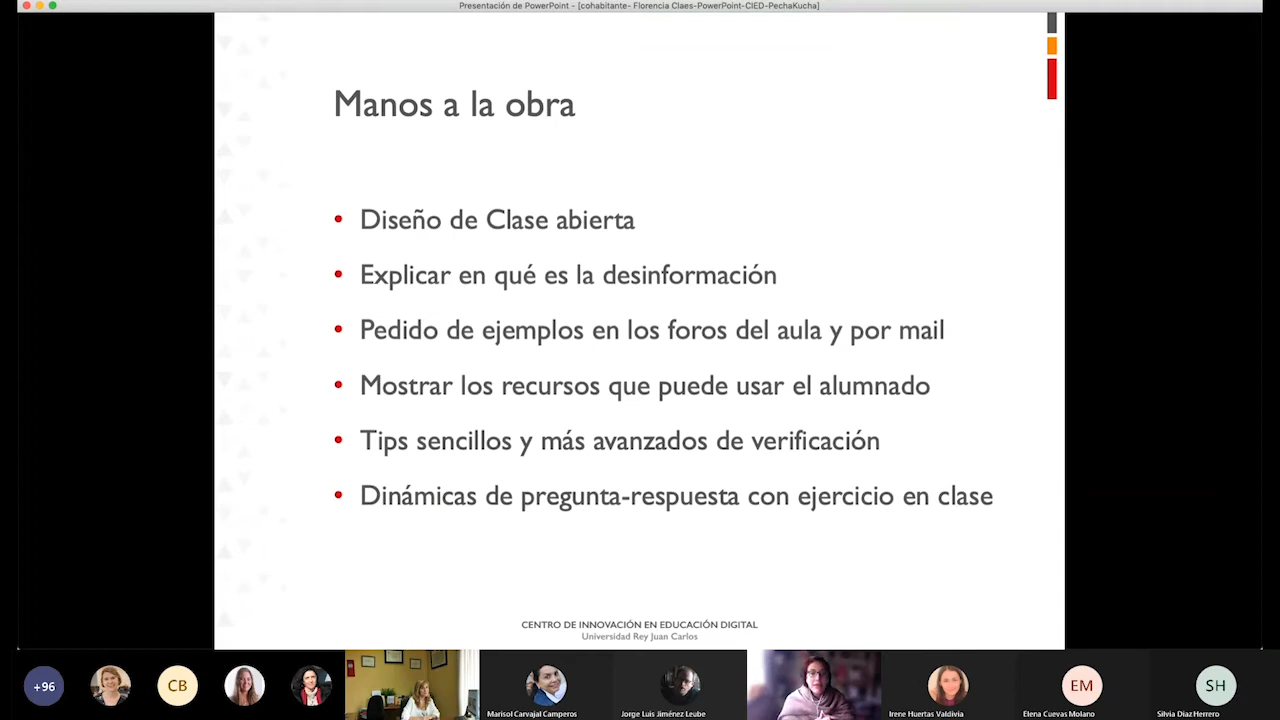 Presentación de PowerPoint - [cohabitante- Florencia Claes-PowerPoint-CIED-PechaKucha]
Manos a la obra
• Diseño de Clase abierta
• Explicar en qué es la desinformación
• Pedido de ejemplos en los foros del aula y por mail
• Mostrar los recursos que puede usar el alumnado
• Tips sencillos y más avanzados de verificación
• Dinámicas de pregunta-respuesta con ejercicio en clase
CENTRO DE INNOVACIÓN EN EDUCACIÓN DIGITAL
Universidad Rey Juan Carlos
+96
CB
EM
SH
Marisol Carvajal Camperos
Jorge Luis Jiménez Leube
Irene Huertas Valdivia
Elena Cuevas Molano
Silvia Díaz Herrero